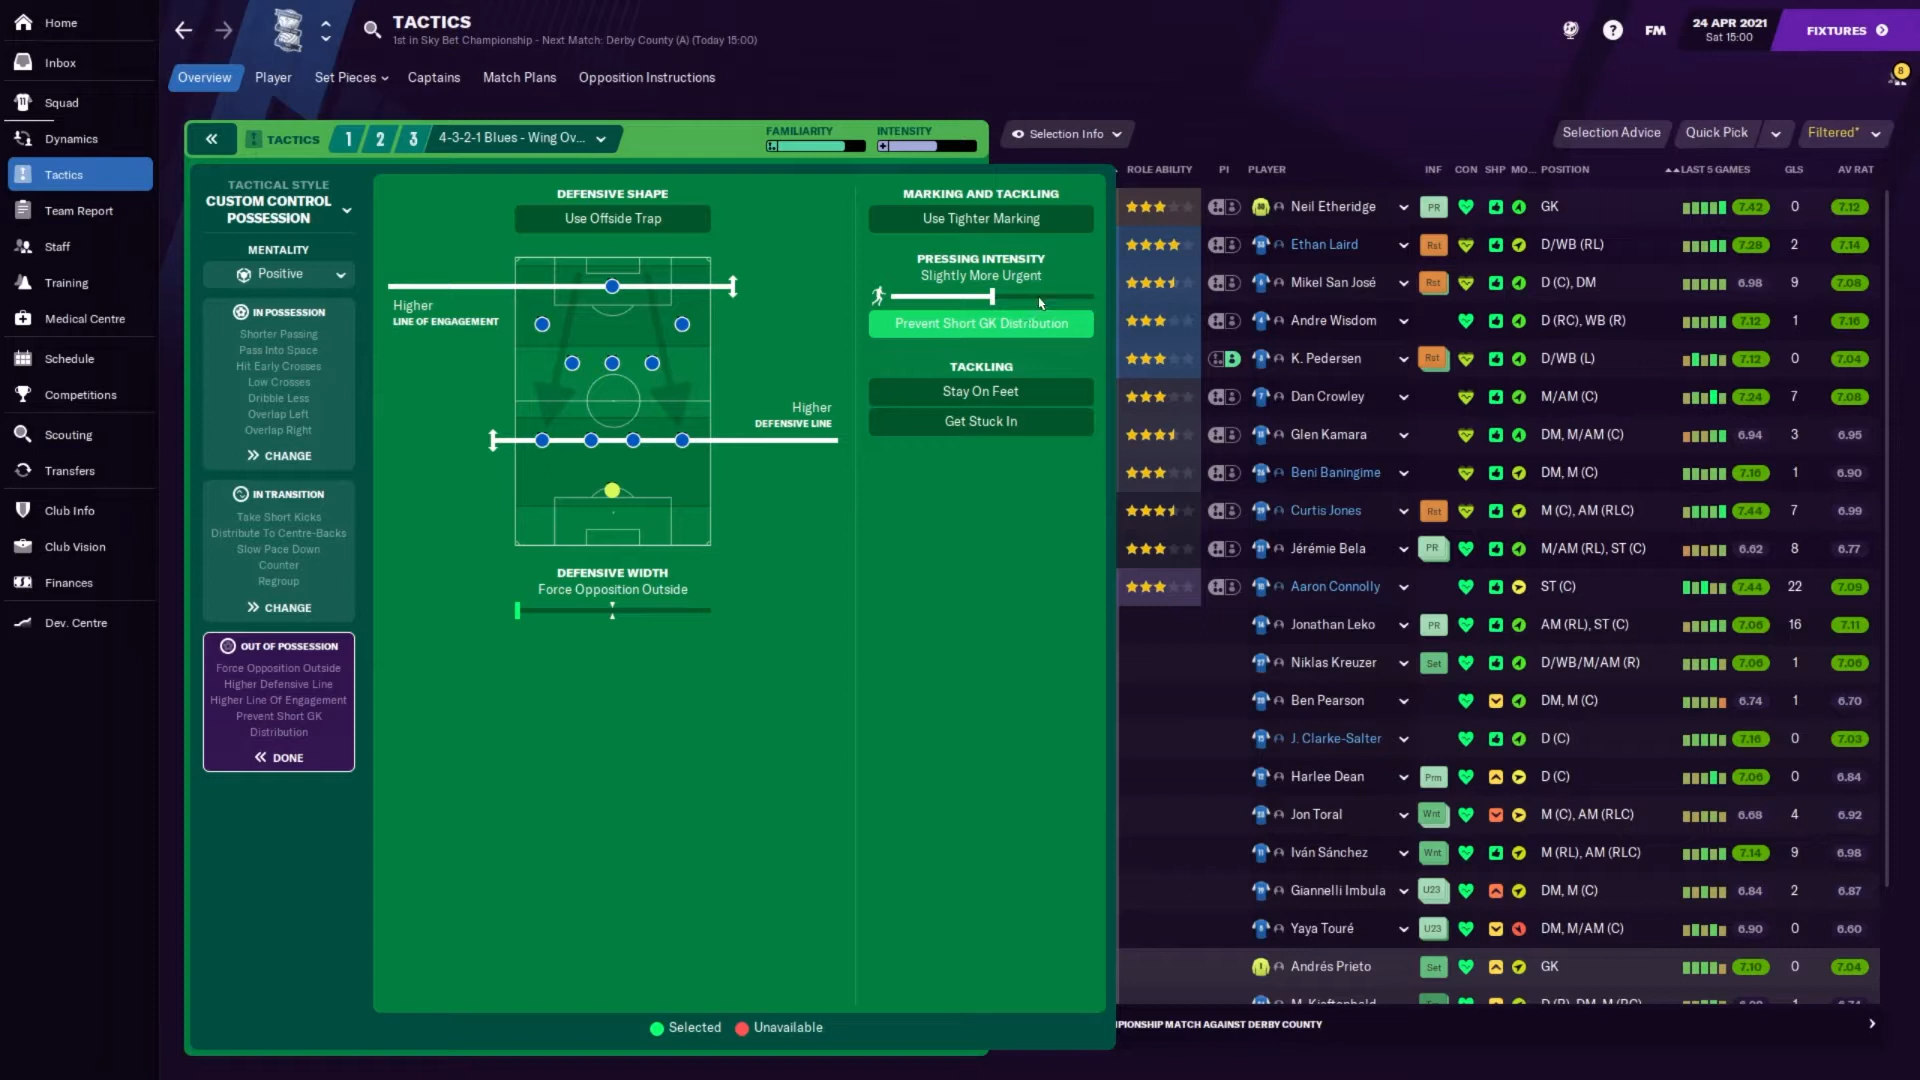 Home
Inbox
Squad
Dynamics
Tactics
Team Report
Staff
Training
Medical Centre
Schedule
Competitions
Scouting
Transfers
Club Info
Club Vision
Finances
Dev. Centre
TACTICS
1st in Sky Bet Championship - Next Match: Derby County (A) (Today 15:00)
FM
24 APR 2021
Sat 15:00
FIXTURES
8
Overview
Player
Set Pieces
Captains
Match Plans
Opposition Instructions
TACTICS
1
2
3
4-3-2-1 Blues - Wing Ov...
FAMILIARITY
INTENSITY
Selection Info
Selection Advice
Quick Pick
Filtered*
TACTICAL STYLE
CUSTOM CONTROL
POSSESSION
MENTALITY
Positive
IN POSSESSION
Shorter Passing
Pass Into Space
Hit Early Crosses
Low Crosses
Dribble Less
Overlap Left
Overlap Right
CHANGE
IN TRANSITION
Take Short Kicks
Distribute To Centre-Backs
Slow Pace Down
Counter
Regroup
CHANGE
OUT OF POSSESSION
Force Opposition Outside
Higher Defensive Line
Higher Line Of Engagement
Prevent Short GK
Distribution
DONE
DEFENSIVE SHAPE
Use Offside Trap
Higher
LINE OF ENGAGEMENT
Higher
DEFENSIVE LINE
DEFENSIVE WIDTH
Force Opposition Outside
MARKING AND TACKLING
Use Tighter Marking
PRESSING INTENSITY
Slightly More Urgent
Prevent Short GK Distribution
TACKLING
Stay On Feet
Get Stuck In
Selected
Unavailable
ROLE ABILITY PI PLAYER INF CON SHP MO... POSITION LAST 5 GAMES GLS AV RAT
Neil Etheridge PR GK 7.42 0 7.12
Ethan Laird Rst D/WB (RL) 7.28 2 7.14
Mikel San José Rst D (C), DM 6.98 9 7.08
Andre Wisdom D (RC), WB (R) 7.12 1 7.16
K. Pedersen Rst D/WB (L) 7.12 0 7.04
Dan Crowley M/AM (C) 7.24 7 7.08
Glen Kamara DM, M/AM (C) 6.94 3 6.95
Beni Baningime DM, M (C) 7.16 1 6.90
Curtis Jones Rst M (C), AM (RLC) 7.44 7 6.99
Jérémie Bela PR M/AM (RL), ST (C) 6.62 8 6.77
Aaron Connolly ST (C) 7.44 22 7.09
Jonathan Leko PR AM (RL), ST (C) 7.06 16 7.11
Niklas Kreuzer Set D/WB/M/AM (R) 7.06 1 7.06
Ben Pearson DM, M (C) 6.74 1 6.70
J. Clarke-Salter D (C) 7.16 0 7.03
Harlee Dean Prm D (C) 7.06 0 6.84
Jon Toral Wnt M (C), AM (RLC) 6.68 4 6.92
Iván Sánchez Wnt M (RL), AM (RLC) 7.14 9 6.98
Giannelli Imbula U23 DM, M (C) 6.84 2 6.87
Yaya Touré U23 DM, M/AM (C) 6.90 0 6.60
Andrés Prieto Set GK 7.10 0 7.04
IPIONSHIP MATCH AGAINST DERBY COUNTY